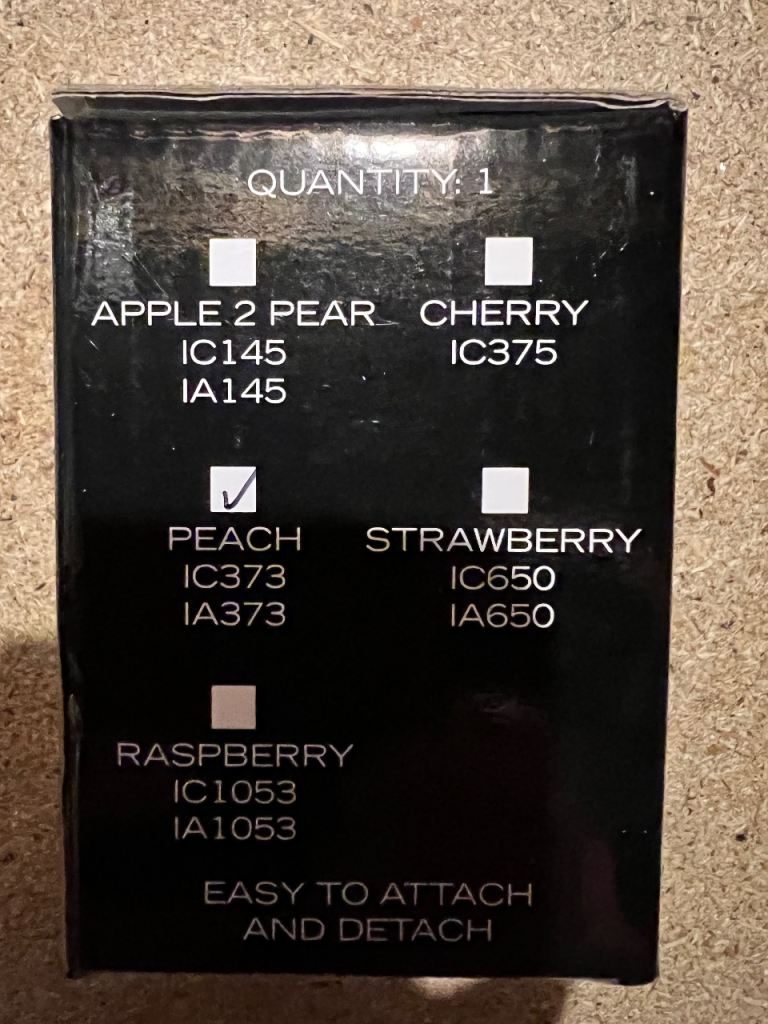 QUANTITY: 1
APPLE 2 PEAR
IC145
IA145
CHERRY
IC375
PEACH
IC373
IA373
STRAWBERRY
IC650
IA650
RASPBERRY
IC1053
IA1053
EASY TO ATTACH
AND DETACH